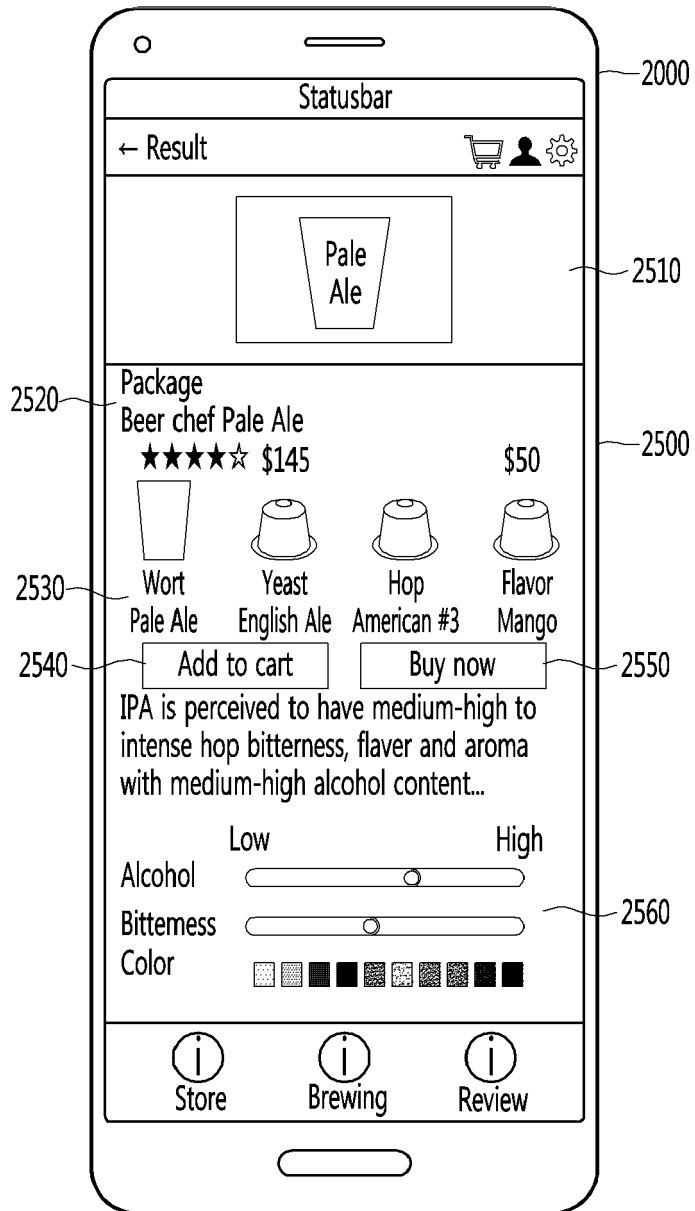 2000
Statusbar
← Result
Pale
Ale
2510
Package
2520
Beer chef Pale Ale
2500
★★★★☆ $145 $50
Wort Yeast Hop Flavor
2530
Pale Ale English Ale American #3 Mango
2540 Add to cart Buy now 2550
IPA is perceived to have medium-high to
intense hop bitterness, flaver and aroma
with medium-high alcohol content...
Low High
Alcohol
2560
Bittemess
Color
i i i
Store Brewing Review